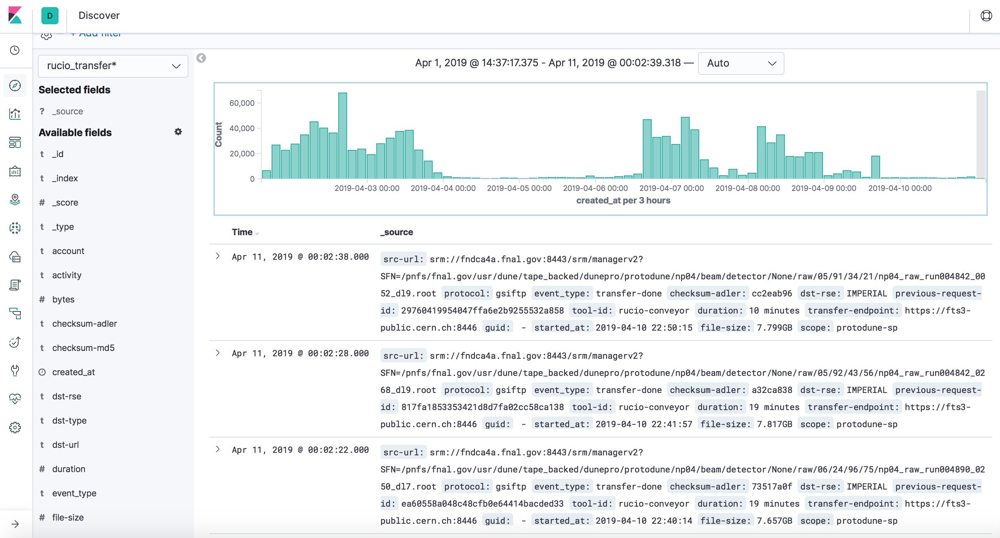 D Discover
+ Add filter
rucio_transfer*
Selected fields
? _source
Available fields
t _id
t _index
# _score
t _type
t account
t activity
# bytes
t checksum-adler
t checksum-md5
created_at
t dst-rse
t dst-type
t dst-url
# duration
t event_type
# file-size
Apr 1, 2019 @ 14:37:17.375 - Apr 11, 2019 @ 00:02:39.318 — Auto
Count
60,000
40,000
20,000
0
2019-04-03 00:00 2019-04-04 00:00 2019-04-05 00:00 2019-04-06 00:00 2019-04-07 00:00 2019-04-08 00:00 2019-04-09 00:00 2019-04-10 00:00
created_at per 3 hours
Time _source
Apr 11, 2019 @ 00:02:38.000 src-url: srm://fndca4a.fnal.gov:8443/srm/managerv2?
SFN=/pnfs/fnal.gov/usr/dune/tape_backed/dunepro/protodune/np04/beam/detector/None/raw/05/91/34/21/np04_raw_run004842_00
52_dl9.root protocol: gsiftp event_type: transfer-done checksum-adler: cc2eab96 dst-rse: IMPERIAL previous-request-
id: 29760419954047ffa6e2b9255532a858 tool-id: rucio-conveyor duration: 10 minutes transfer-endpoint: https://fts3-
public.cern.ch:8446 guid: - started_at: 2019-04-10 22:50:15 file-size: 7.799GB scope: protodune-sp
Apr 11, 2019 @ 00:02:28.000 src-url: srm://fndca4a.fnal.gov:8443/srm/managerv2?
SFN=/pnfs/fnal.gov/usr/dune/tape_backed/dunepro/protodune/np04/beam/detector/None/raw/05/92/43/56/np04_raw_run004842_02
68_dl9.root protocol: gsiftp event_type: transfer-done checksum-adler: a32ca838 dst-rse: IMPERIAL previous-request-
id: 817fa1853353421d8d7fa02cc58ca138 tool-id: rucio-conveyor duration: 19 minutes transfer-endpoint: https://fts3-
public.cern.ch:8446 guid: - started_at: 2019-04-10 22:41:57 file-size: 7.817GB scope: protodune-sp
Apr 11, 2019 @ 00:02:22.000 src-url: srm://fndca4a.fnal.gov:8443/srm/managerv2?
SFN=/pnfs/fnal.gov/usr/dune/tape_backed/dunepro/protodune/np04/beam/detector/None/raw/06/24/96/75/np04_raw_run004890_02
50_dl7.root protocol: gsiftp event_type: transfer-done checksum-adler: 73517a0f dst-rse: IMPERIAL previous-request-
id: ea60558a048c48cfb0e64414bacded33 tool-id: rucio-conveyor duration: 19 minutes transfer-endpoint: https://fts3-
public.cern.ch:8446 guid: - started_at: 2019-04-10 22:40:14 file-size: 7.657GB scope: protodune-sp